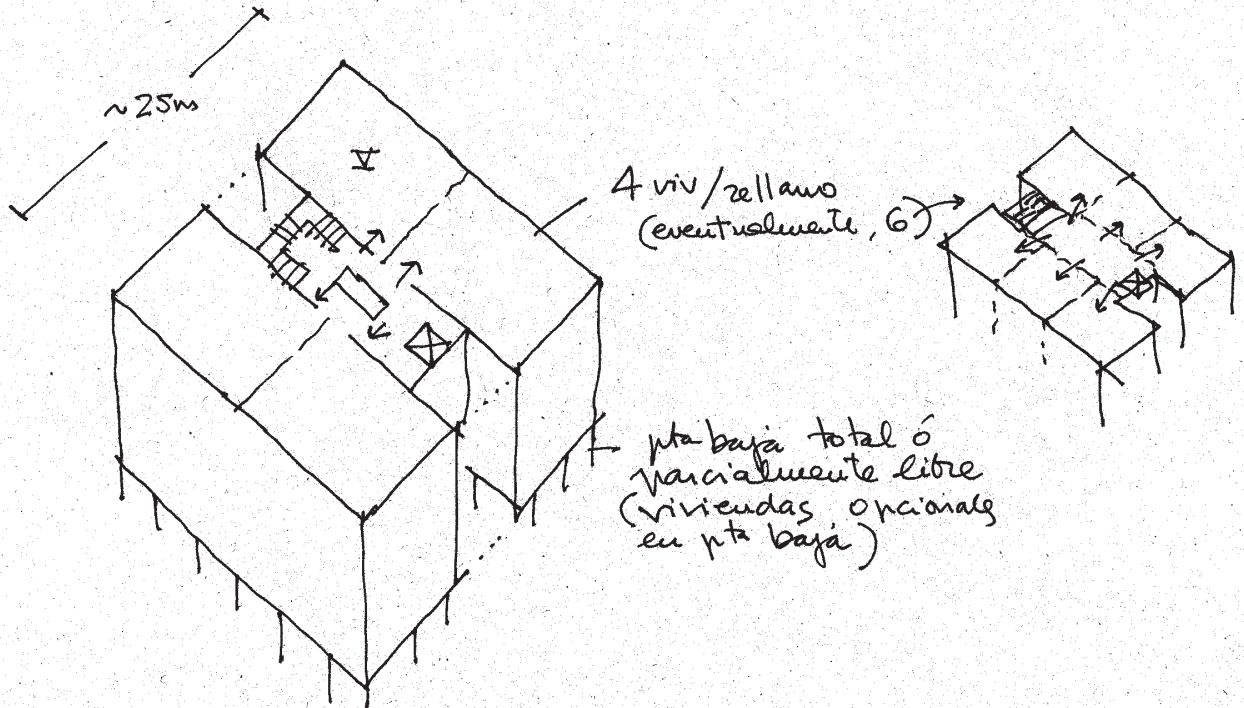 ~25m
V
4 viv/rellano
(eventualmente, 6)
pta baja total ó
parcialmente libre
(viviendas opcionales
en pta baja)